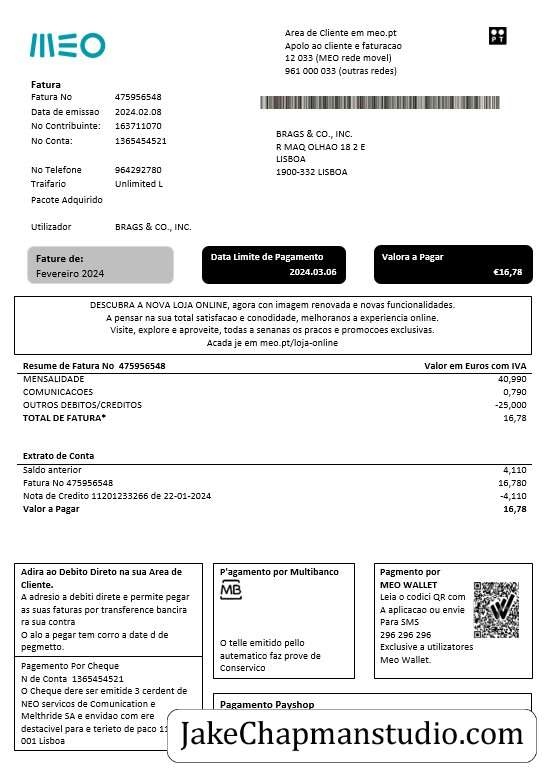 MEO
Area de Cliente em meo.pt
Apolo ao cliente e faturacao
12 033 (MEO rede movel)
961 000 033 (outras redes)
PT
Fatura
Fatura No 475956548
Data de emissao 2024.02.08
No Contribuinte: 163711070
No Conta: 1365454521
BRAGS & CO., INC.
R MAQ OLHAO 18 2 E
LISBOA
1900-332 LISBOA
No Telefone 964292780
Traifario Unlimited L
Pacote Adquirido
Utilizador BRAGS & CO., INC.
Fature de:
Fevereiro 2024
Data Limite de Pagamento
2024.03.06
Valora a Pagar
€16,78
DESCUBRA A NOVA LOJA ONLINE, agora con imagem renovada e novas funcionalidades.
A pensar na sua total satisfacao e conodidade, melhoranos a experiencia online.
Visite, explore e aproveite, todas a senanas os pracos e promocoes exclusivas.
Acada je em meo.pt/loja-online
Resume de Fatura No 475956548 Valor em Euros com IVA
MENSALIDADE 40,990
COMUNICACOES 0,790
OUTROS DEBITOS/CREDITOS -25,000
TOTAL DE FATURA* 16,78
Extrato de Conta
Saldo anterior 4,110
Fatura No 475956548 16,780
Nota de Credito 11201233266 de 22-01-2024 -4,110
Valor a Pagar 16,78
Adira ao Debito Direto na sua Area de
Cliente.
A adresio a debiti direte e permite pegar
as suas faturas por transference bancira
ra sua contra
O alo a pegar tem corro a date d de
pegmetto.
Pagemento Por Cheque
N de Conta 1365454521
O Cheque dere ser emitide 3 cerdent de
NEO servicos de Comunication e
Melthride SA e envidao com ere
destacivel para e terieto de paco 11
001 Lisboa
P'agamento por Multibanco
MB
O telle emitido pello
automatico faz prove de
Conservico
Pagmento por
MEO WALLET
Leia o codici QR com
A aplicacao ou envie
Para SMS
296 296 296
Exclusive a utilizadores
Meo Wallet.
Pagamento Payshop
JakeChapmanstudio.com